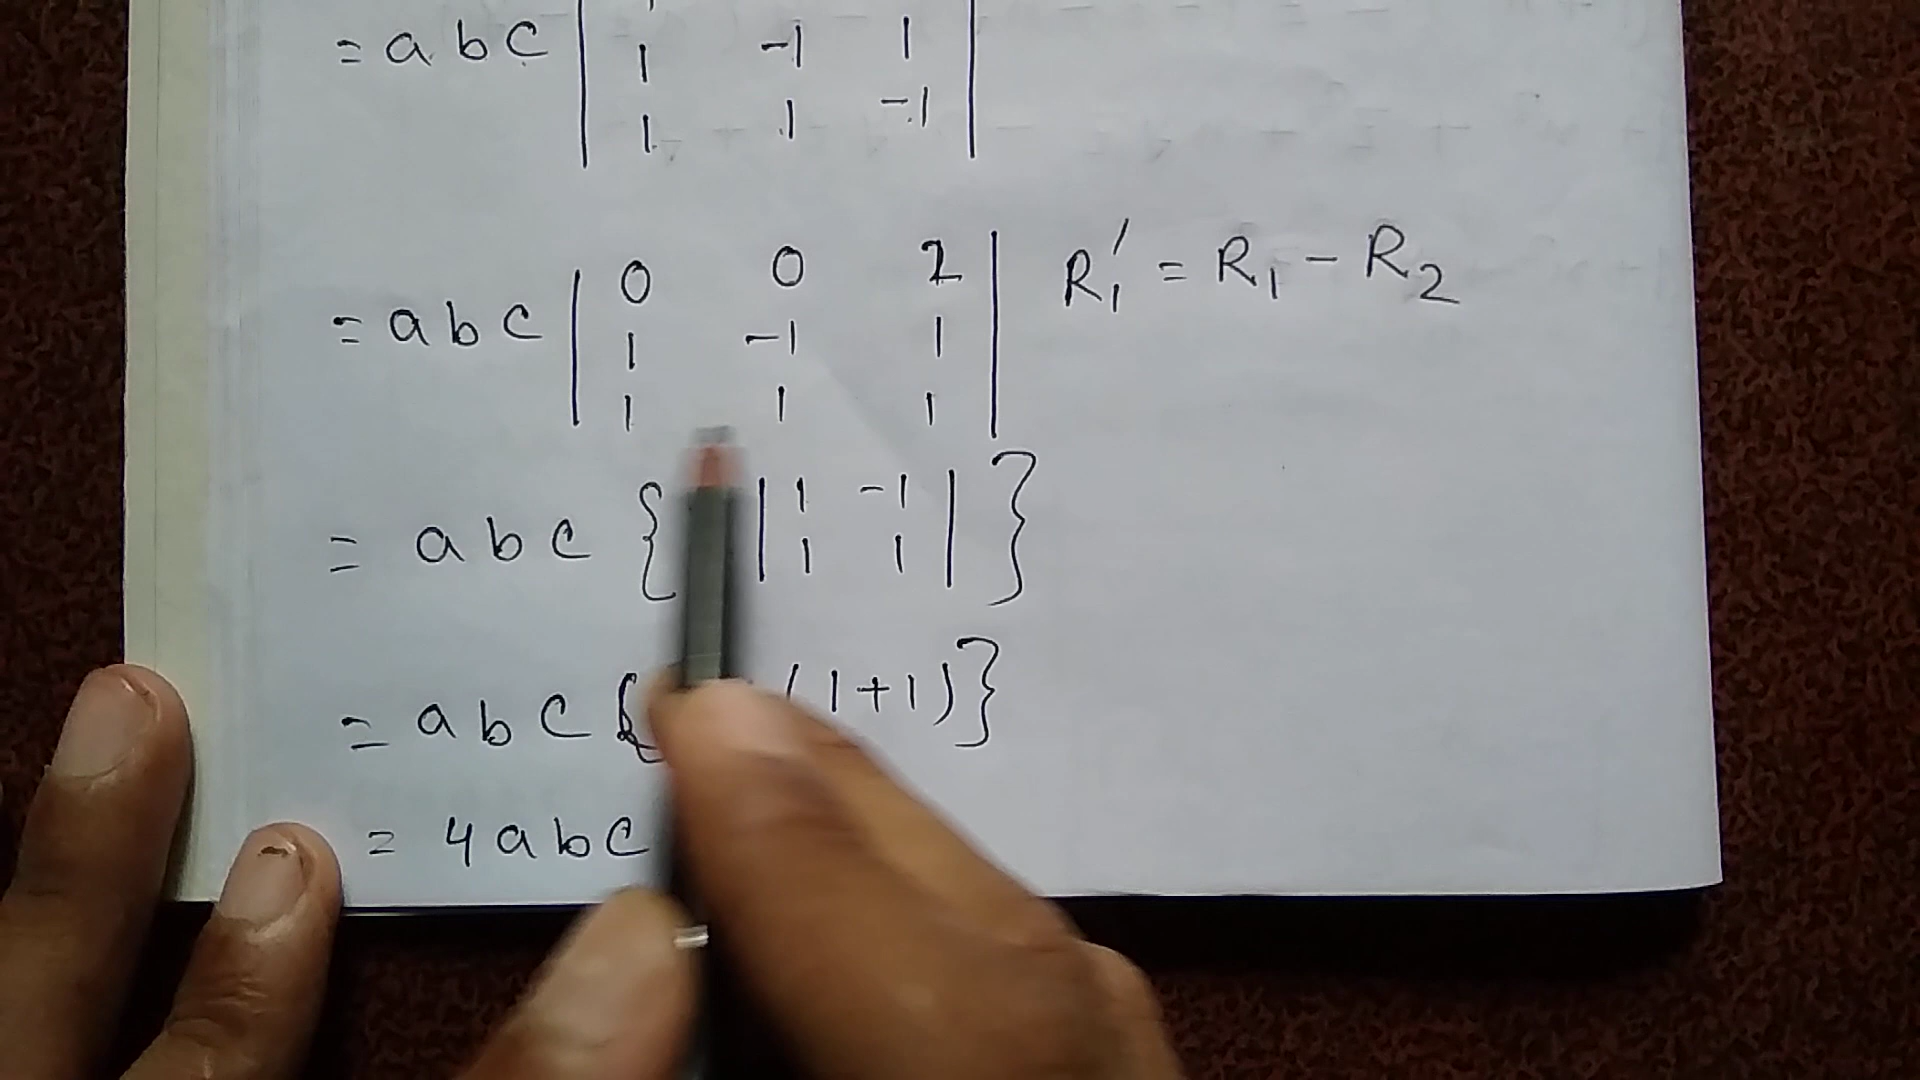 = abc | 1 -1 1 |
1 1 -1
= abc | 0 0 2 | R₁′ = R₁ - R₂
1 -1 1
1 1 1
= abc { | 1 -1 | }
1 1
= abc { (1+1)}
= 4abc